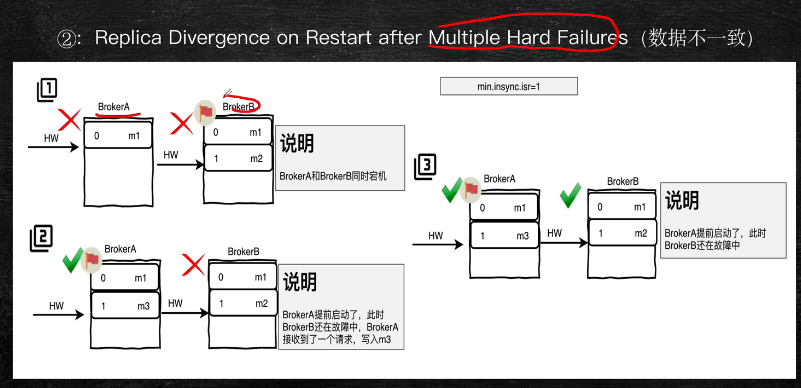 ②：Replica Divergence on Restart after Multiple Hard Failures（数据不一致）
min.insync.isr=1
1
BrokerA
HW
0 m1
BrokerB
HW
0 m1
1 m2
说明
BrokerA和BrokerB同时宕机
2
BrokerA
HW
0 m1
1 m3
BrokerB
HW
0 m1
1 m2
说明
BrokerA提前启动了，此时
BrokerB还在故障中，BrokerA
接收到了一个请求，写入m3
3
BrokerA
HW
0 m1
1 m3
BrokerB
HW
0 m1
1 m2
说明
BrokerA提前启动了，此时
BrokerB还在故障中